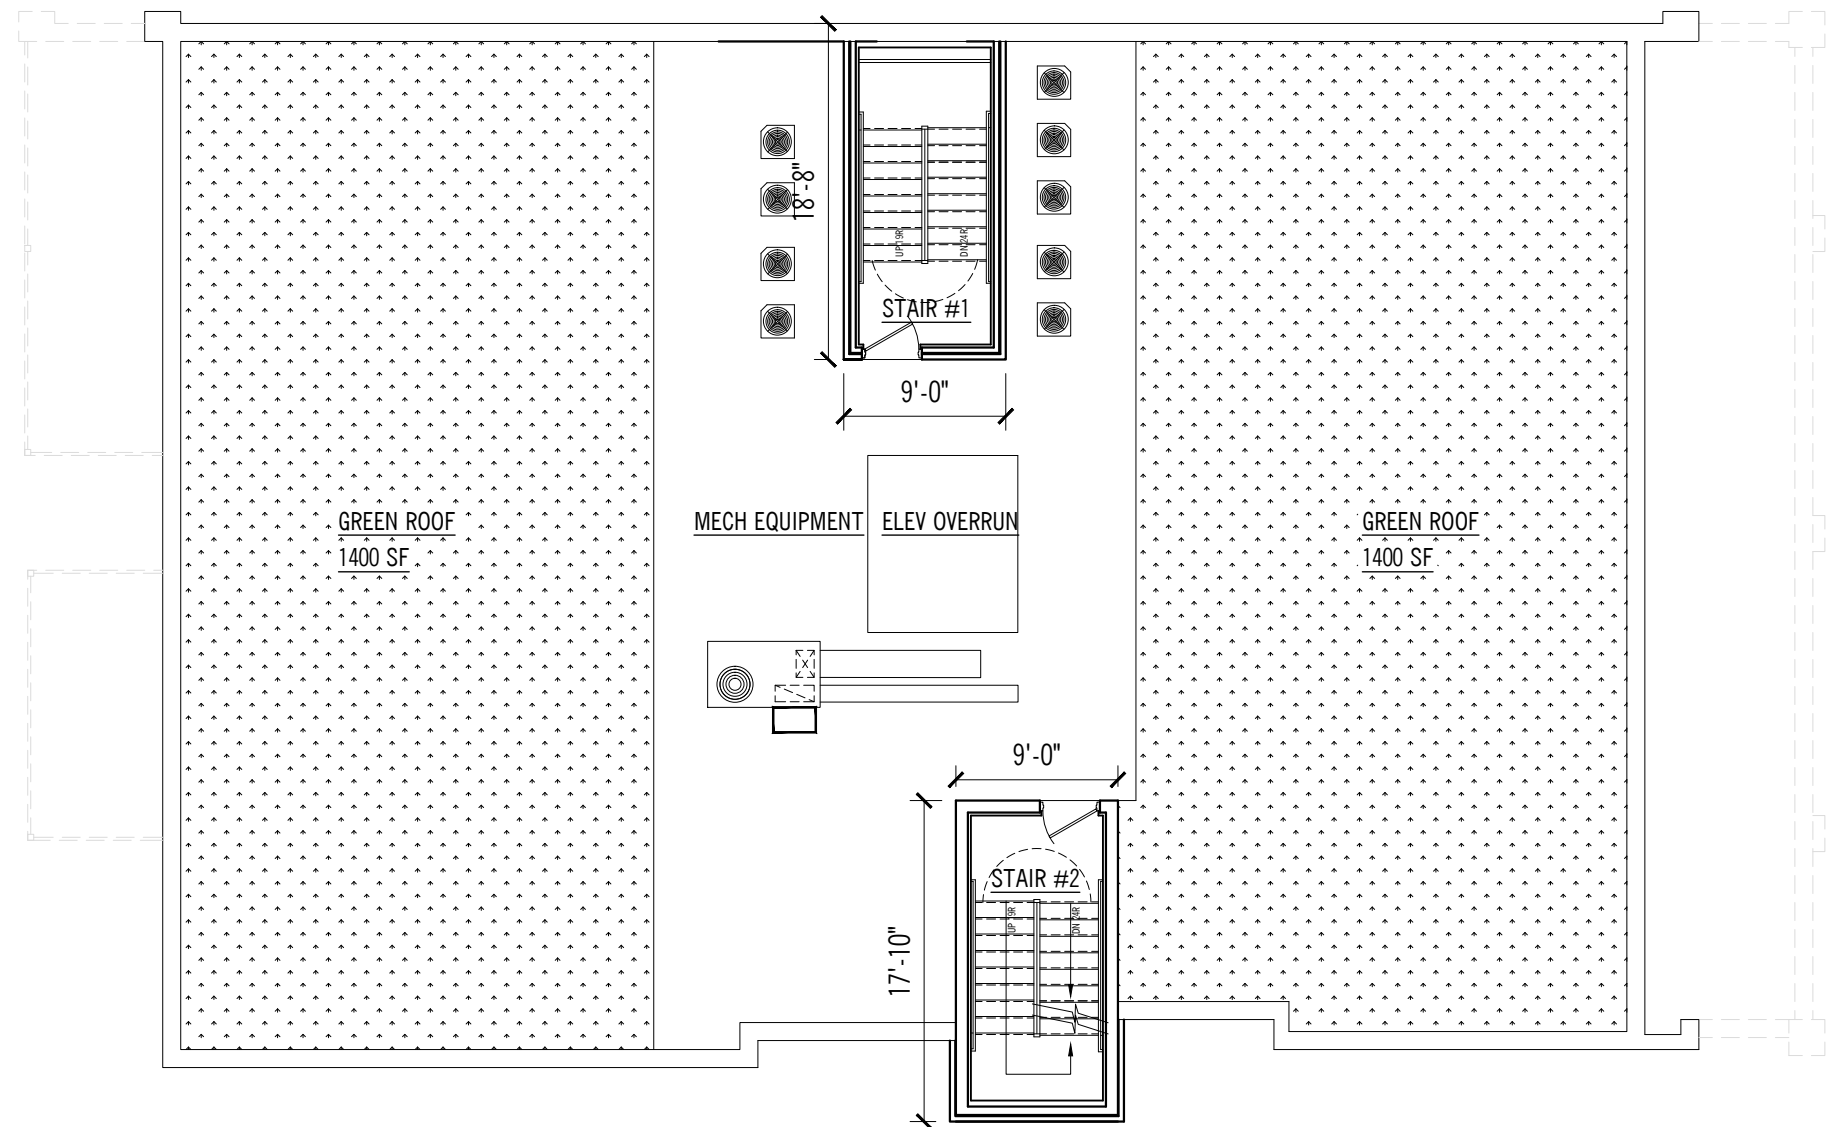 18'-8"
UP 19R
DN 24R
STAIR #1
9'-0"
GREEN ROOF
1400 SF
MECH EQUIPMENT
ELEV OVERRUN
GREEN ROOF
1400 SF
X
9'-0"
STAIR #2
UP 19R
DN 24R
17'-10"